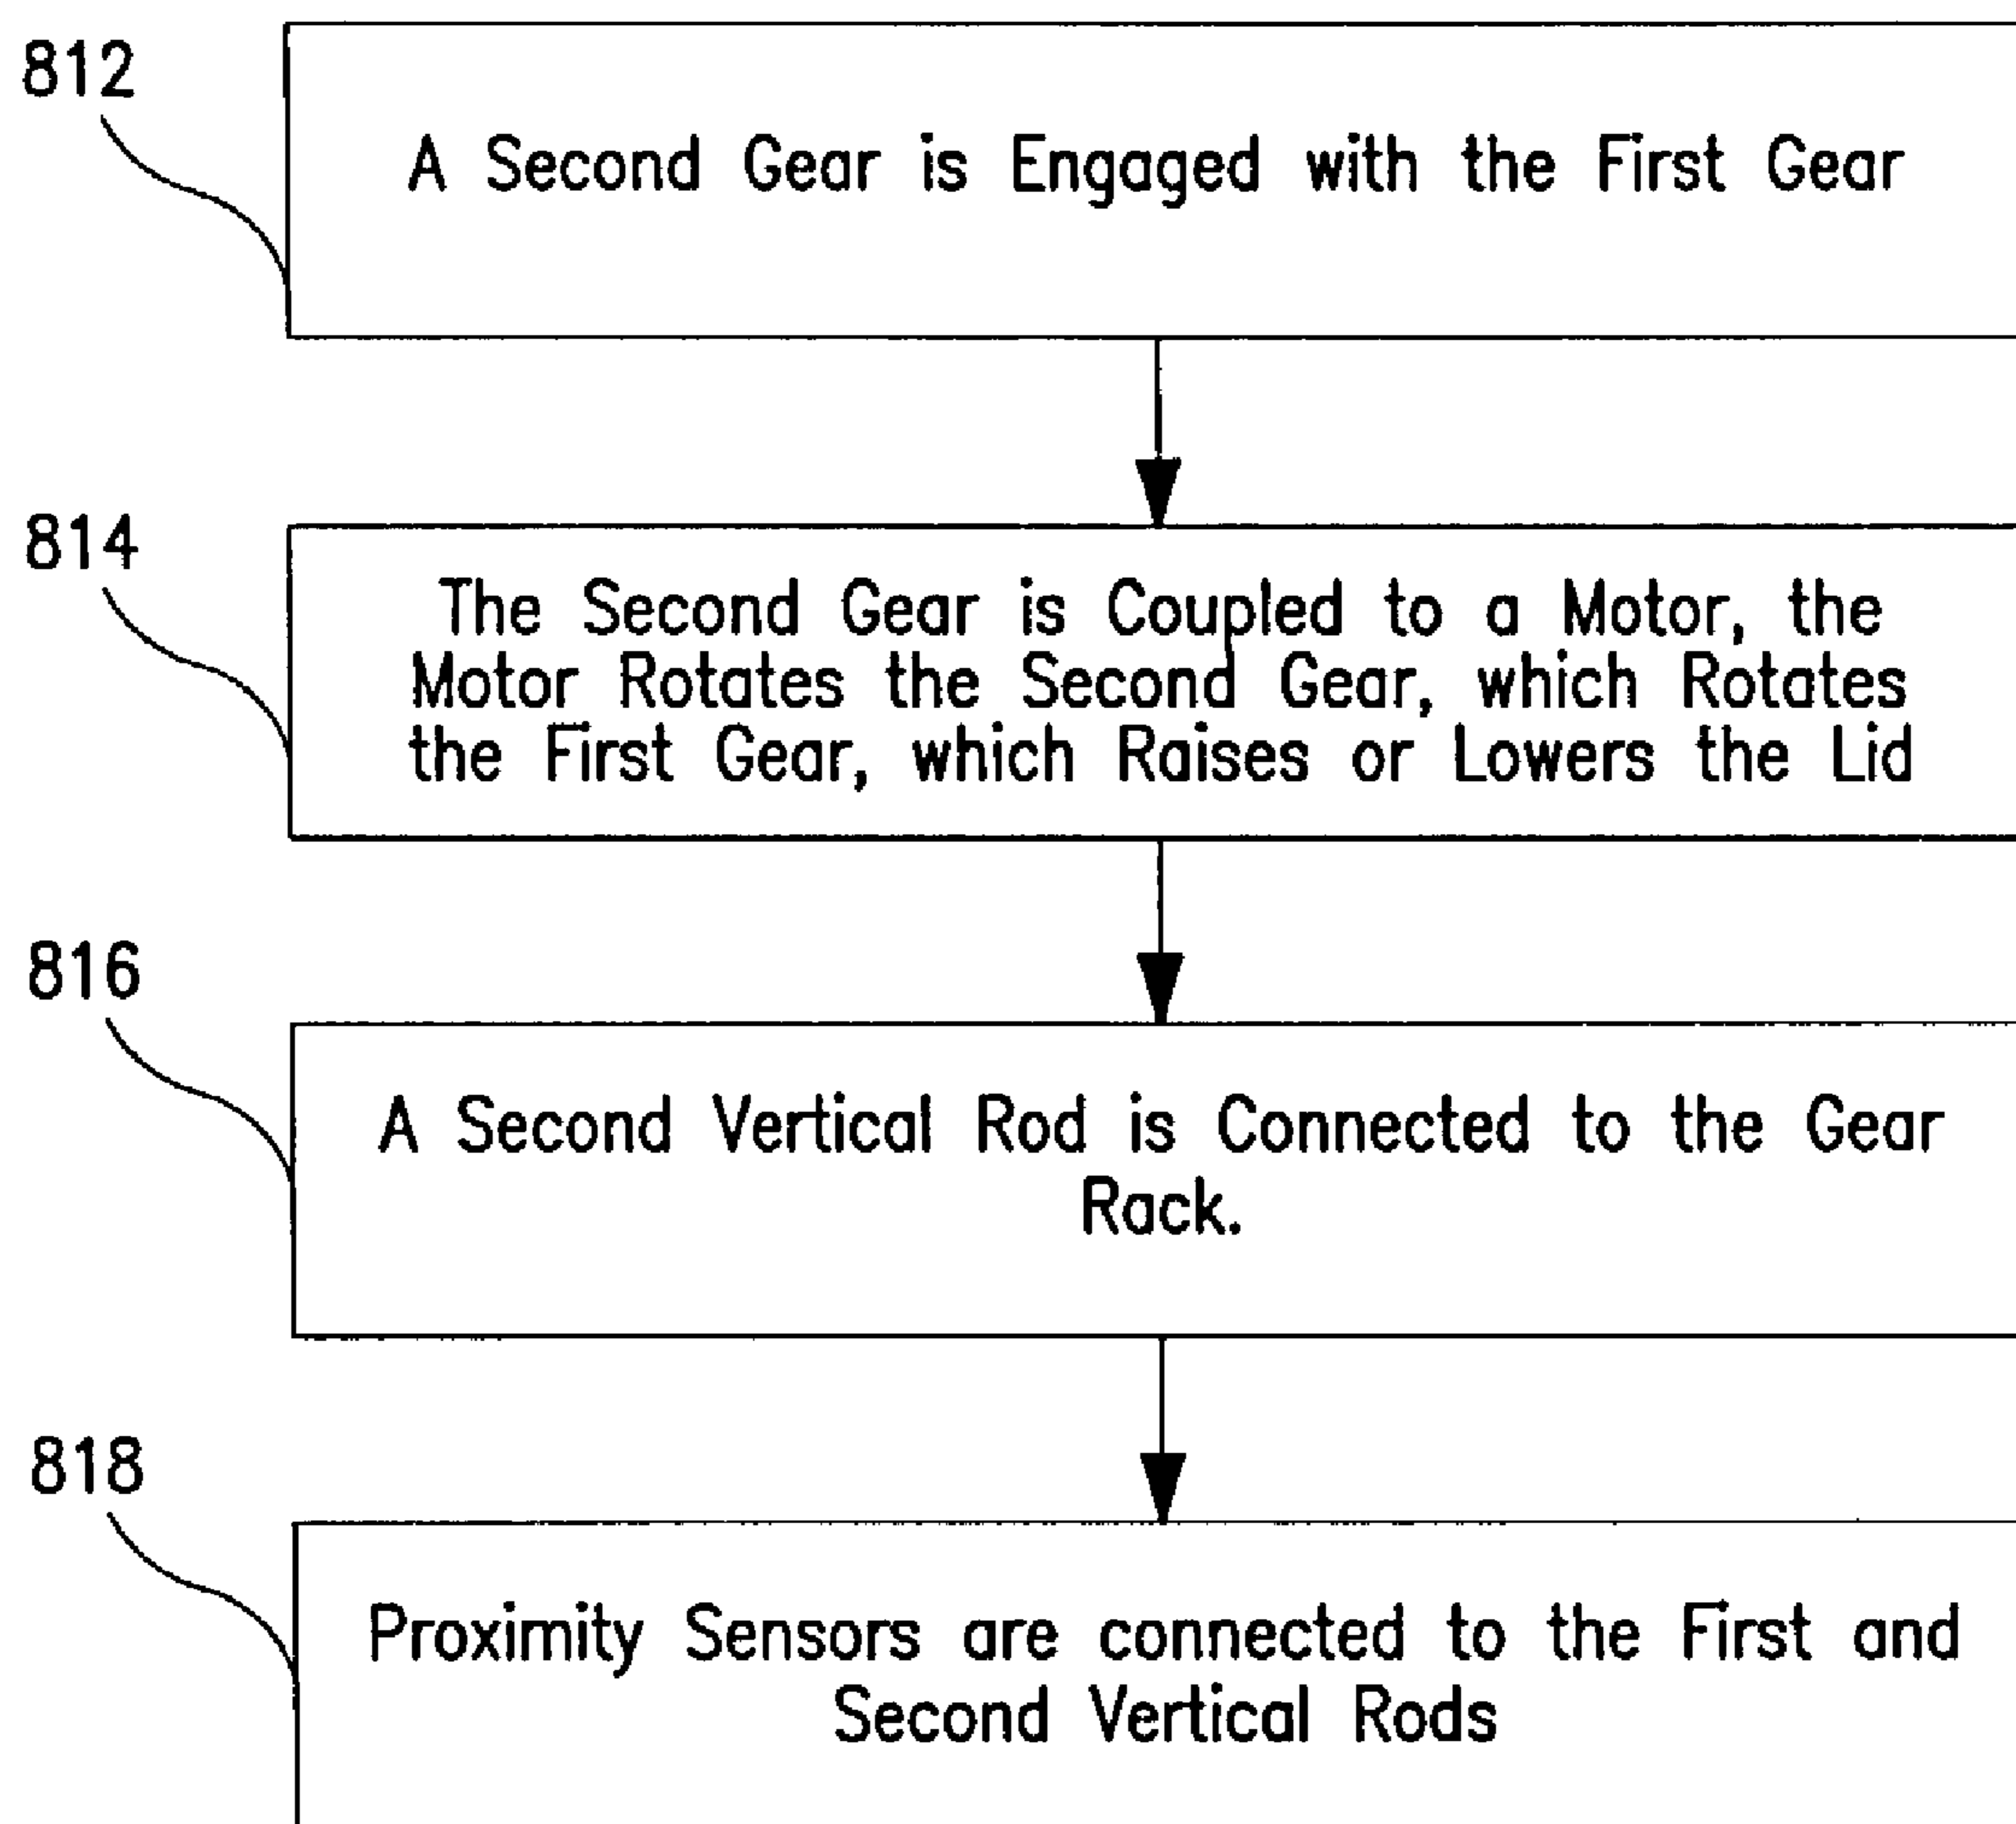 812
A Second Gear is Engaged with the First Gear
814
The Second Gear is Coupled to a Motor, the
Motor Rotates the Second Gear, which Rotates
the First Gear, which Raises or Lowers the Lid
816
A Second Vertical Rod is Connected to the Gear
Rack.
818
Proximity Sensors are connected to the First and
Second Vertical Rods